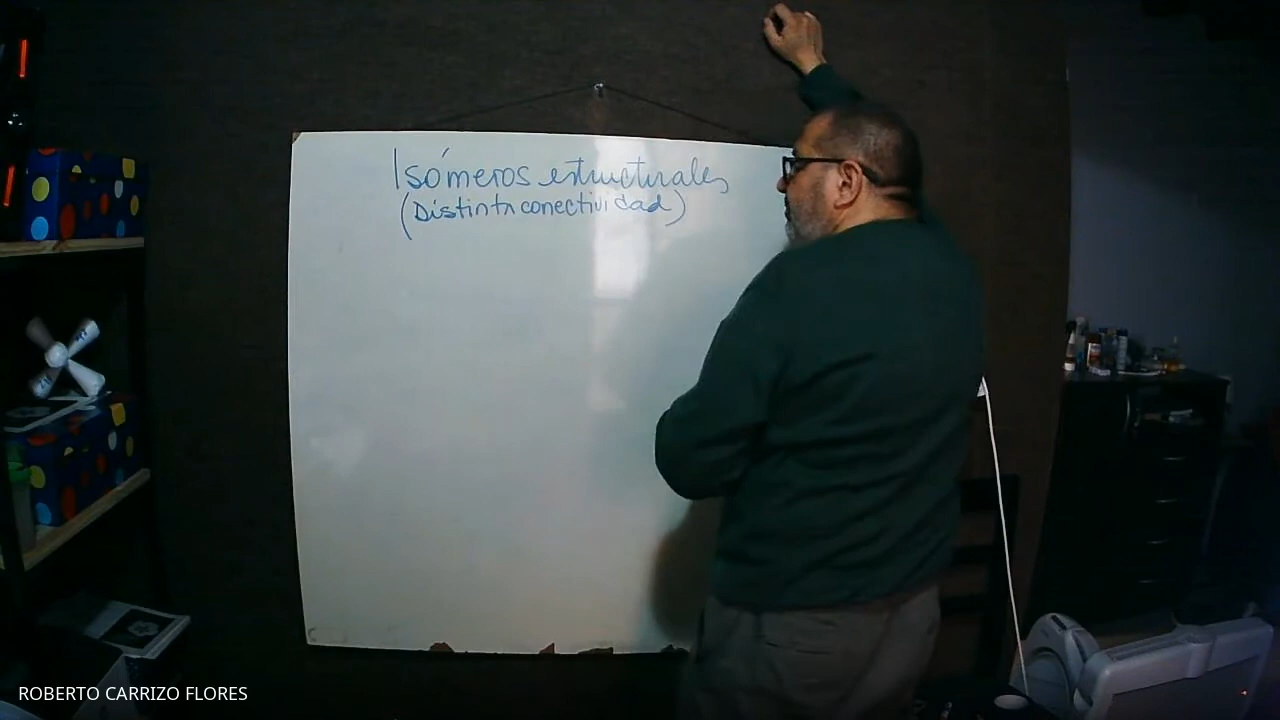 Isómeros estructurales
(Distinta conectividad)
ROBERTO CARRIZO FLORES